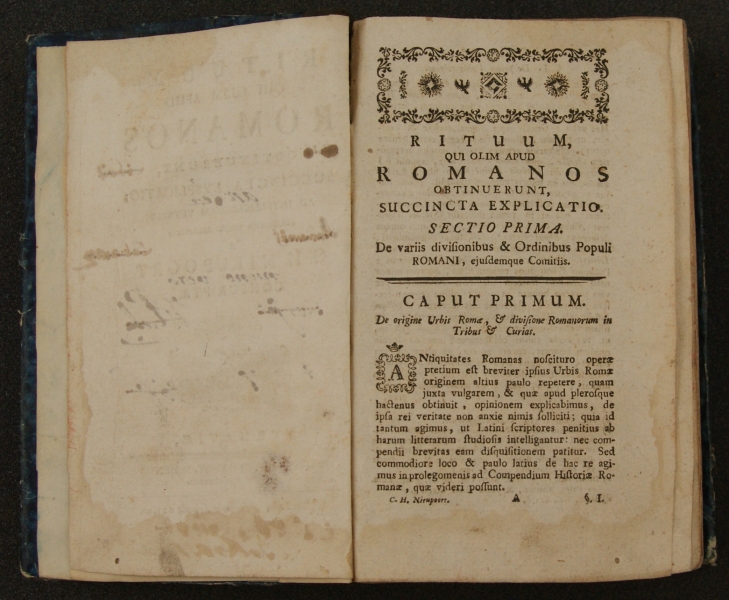 RITUUM,
QUI OLIM APUD
ROMANOS
OBTINUERUNT,
SUCCINCTA EXPLICATIO.
SECTIO PRIMA.
De variis diviſionibus & Ordinibus Populi
ROMANI, ejuſdemque Comitiis.
CAPUT PRIMUM.
De origine Urbis Romæ, & diviſione Romanorum in
Tribus & Curias.
ANtiquitates Romanas noſcituro operæ
pretium eſt breviter ipſius Urbis Romæ
originem altius paulo repetere, quam
juxta vulgarem, & quæ apud pleroſque
hactenus obtinuit, opinionem explicabimus, de
ipſa rei veritate non anxie nimis ſolliciti; quia id
tantum agimus, ut Latini ſcriptores penitius ab
harum litterarum ſtudioſis intelligantur: nec com-
pendii brevitas eam diſquiſitionem patitur. Sed
commodiore loco & paulo latius de hac re agi-
mus in prolegomenis ad Compendium Hiſtoriæ Ro-
manæ, quæ videri poſſunt.
C. H. Nieupoort. A §. I.